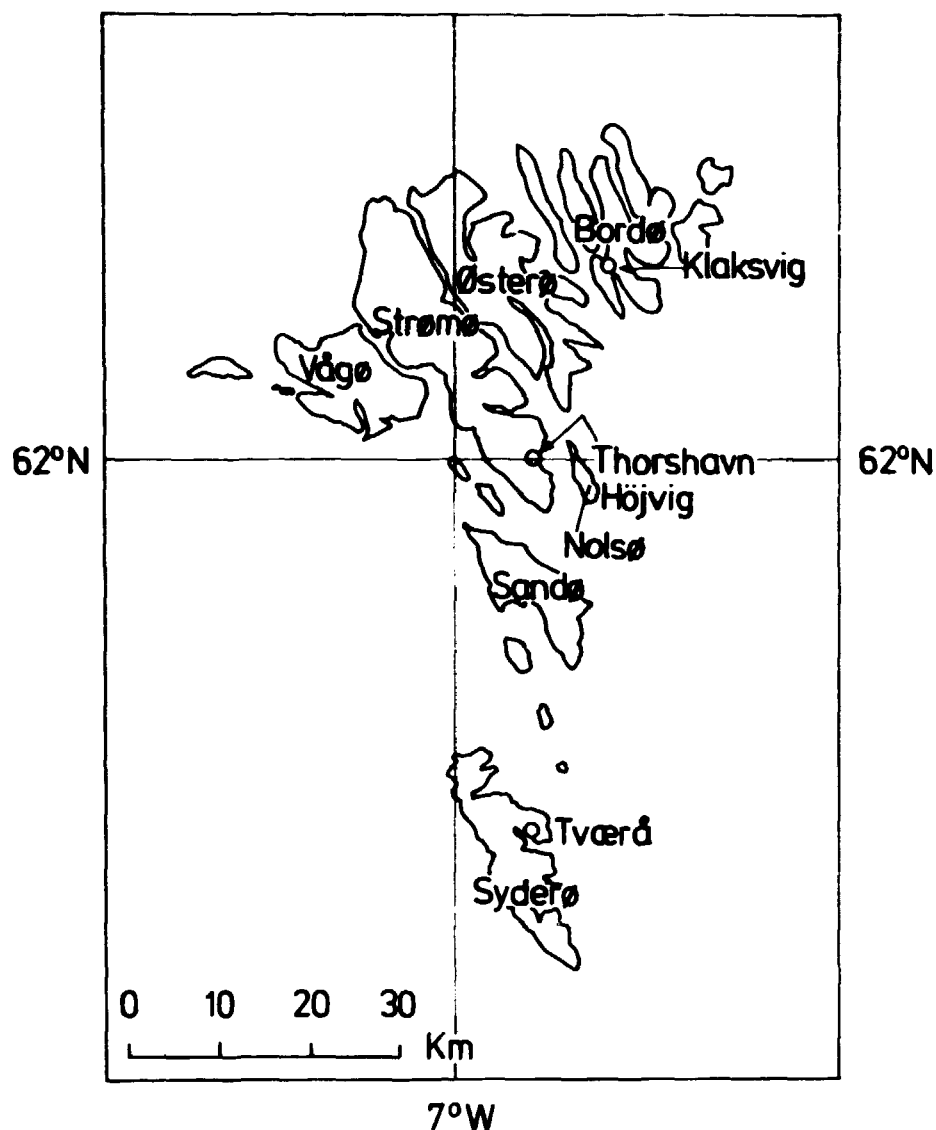 Bordø
Klaksvig
Østerø
Strømø
Vågø
62°N
Thorshavn
62°N
Höjvig
Nolsø
Sandø
Tværå
Syderø
0 10 20 30
Km
7°W